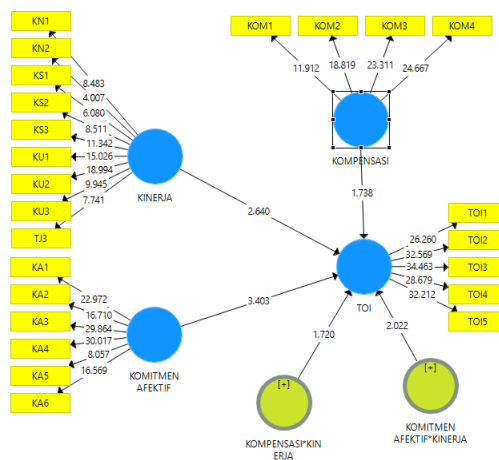 KN1
KN2
KS1
KS2
KS3
KU1
KU2
KU3
TJ3
8.483
4.007
6.080
8.511
11.342
15.026
18.994
9.945
7.741
KINERJA
KOM1
KOM2
KOM3
KOM4
11.912
18.819
23.311
24.667
KOMPENSASI
1.738
2.640
3.403
KA1
KA2
KA3
KA4
KA5
KA6
22.972
16.710
29.864
30.017
8.057
16.569
KOMITMEN
AFEKTIF
TOI
TOI1
TOI2
TOI3
TOI4
TOI5
26.260
32.569
34.463
28.679
32.212
1.720
2.022
[+]
KOMPENSASI*KIN
ERJA
[+]
KOMITMEN
AFEKTIF*KINERJA